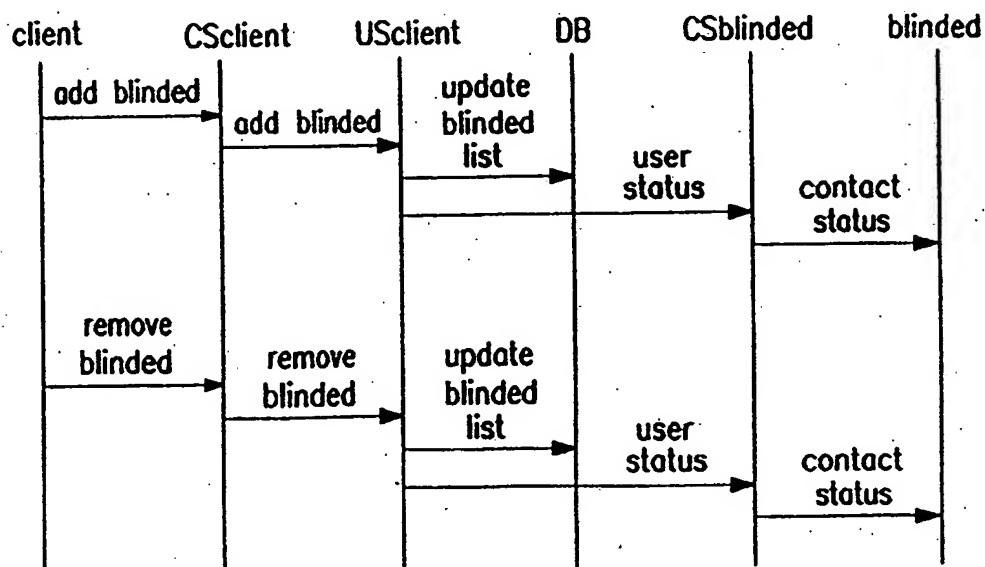 client CSclient USclient DB CSblinded blinded
add blinded
add blinded
update
blinded
list
user
status
contact
status
remove
blinded
remove
blinded
update
blinded
list
user
status
contact
status